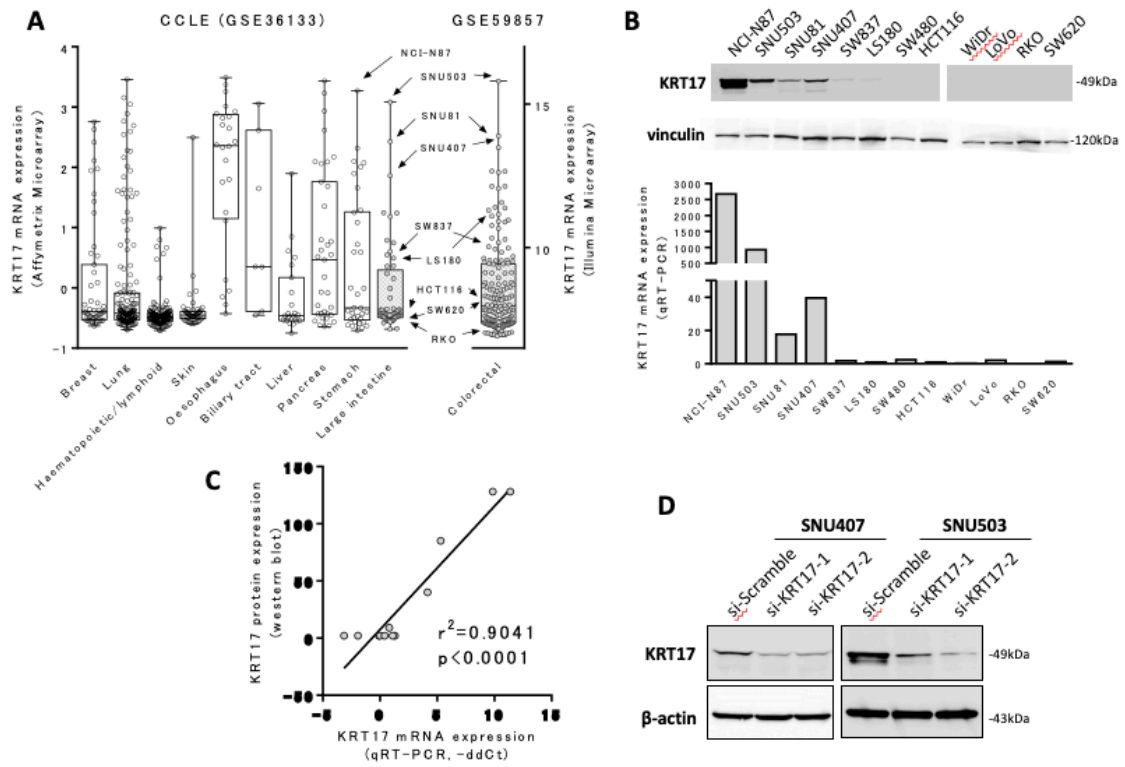 A
CCLE (GSE36133)
GSE59857
KRT17 mRNA expression
(Affymetrix Microarray)
4
3
2
1
0
-1
NCI-N87
SNU503
SNU81
SNU407
SW837
LS180
HCT116
SW620
RKO
15
10
KRT17 mRNA expression
(Illumina Microarray)
Breast
Lung
Haematopoietic/lymphoid
Skin
Oesophagus
Biliary tract
Liver
Pancreas
Stomach
Large intestine
Colorectal
B
NCI-N87
SNU503
SNU81
SNU407
SW837
LS180
SW480
HCT116
WiDr
LoVo
RKO
SW620
KRT17
-49kDa
vinculin
-120kDa
KRT17 mRNA expression
(qRT-PCR)
3000
2500
2000
1500
1000
500
40
20
0
NCI-N87
SNU503
SNU81
SNU407
SW837
LS180
SW480
HCT116
WiDr
LoVo
RKO
SW620
C
KRT17 protein expression
(western blot)
150
100
50
0
-50
r²=0.9041
p<0.0001
-5
0
5
10
15
KRT17 mRNA expression
(qRT-PCR, -ddCt)
D
SNU407
SNU503
si-Scramble
si-KRT17-1
si-KRT17-2
si-Scramble
si-KRT17-1
si-KRT17-2
KRT17
-49kDa
β-actin
-43kDa